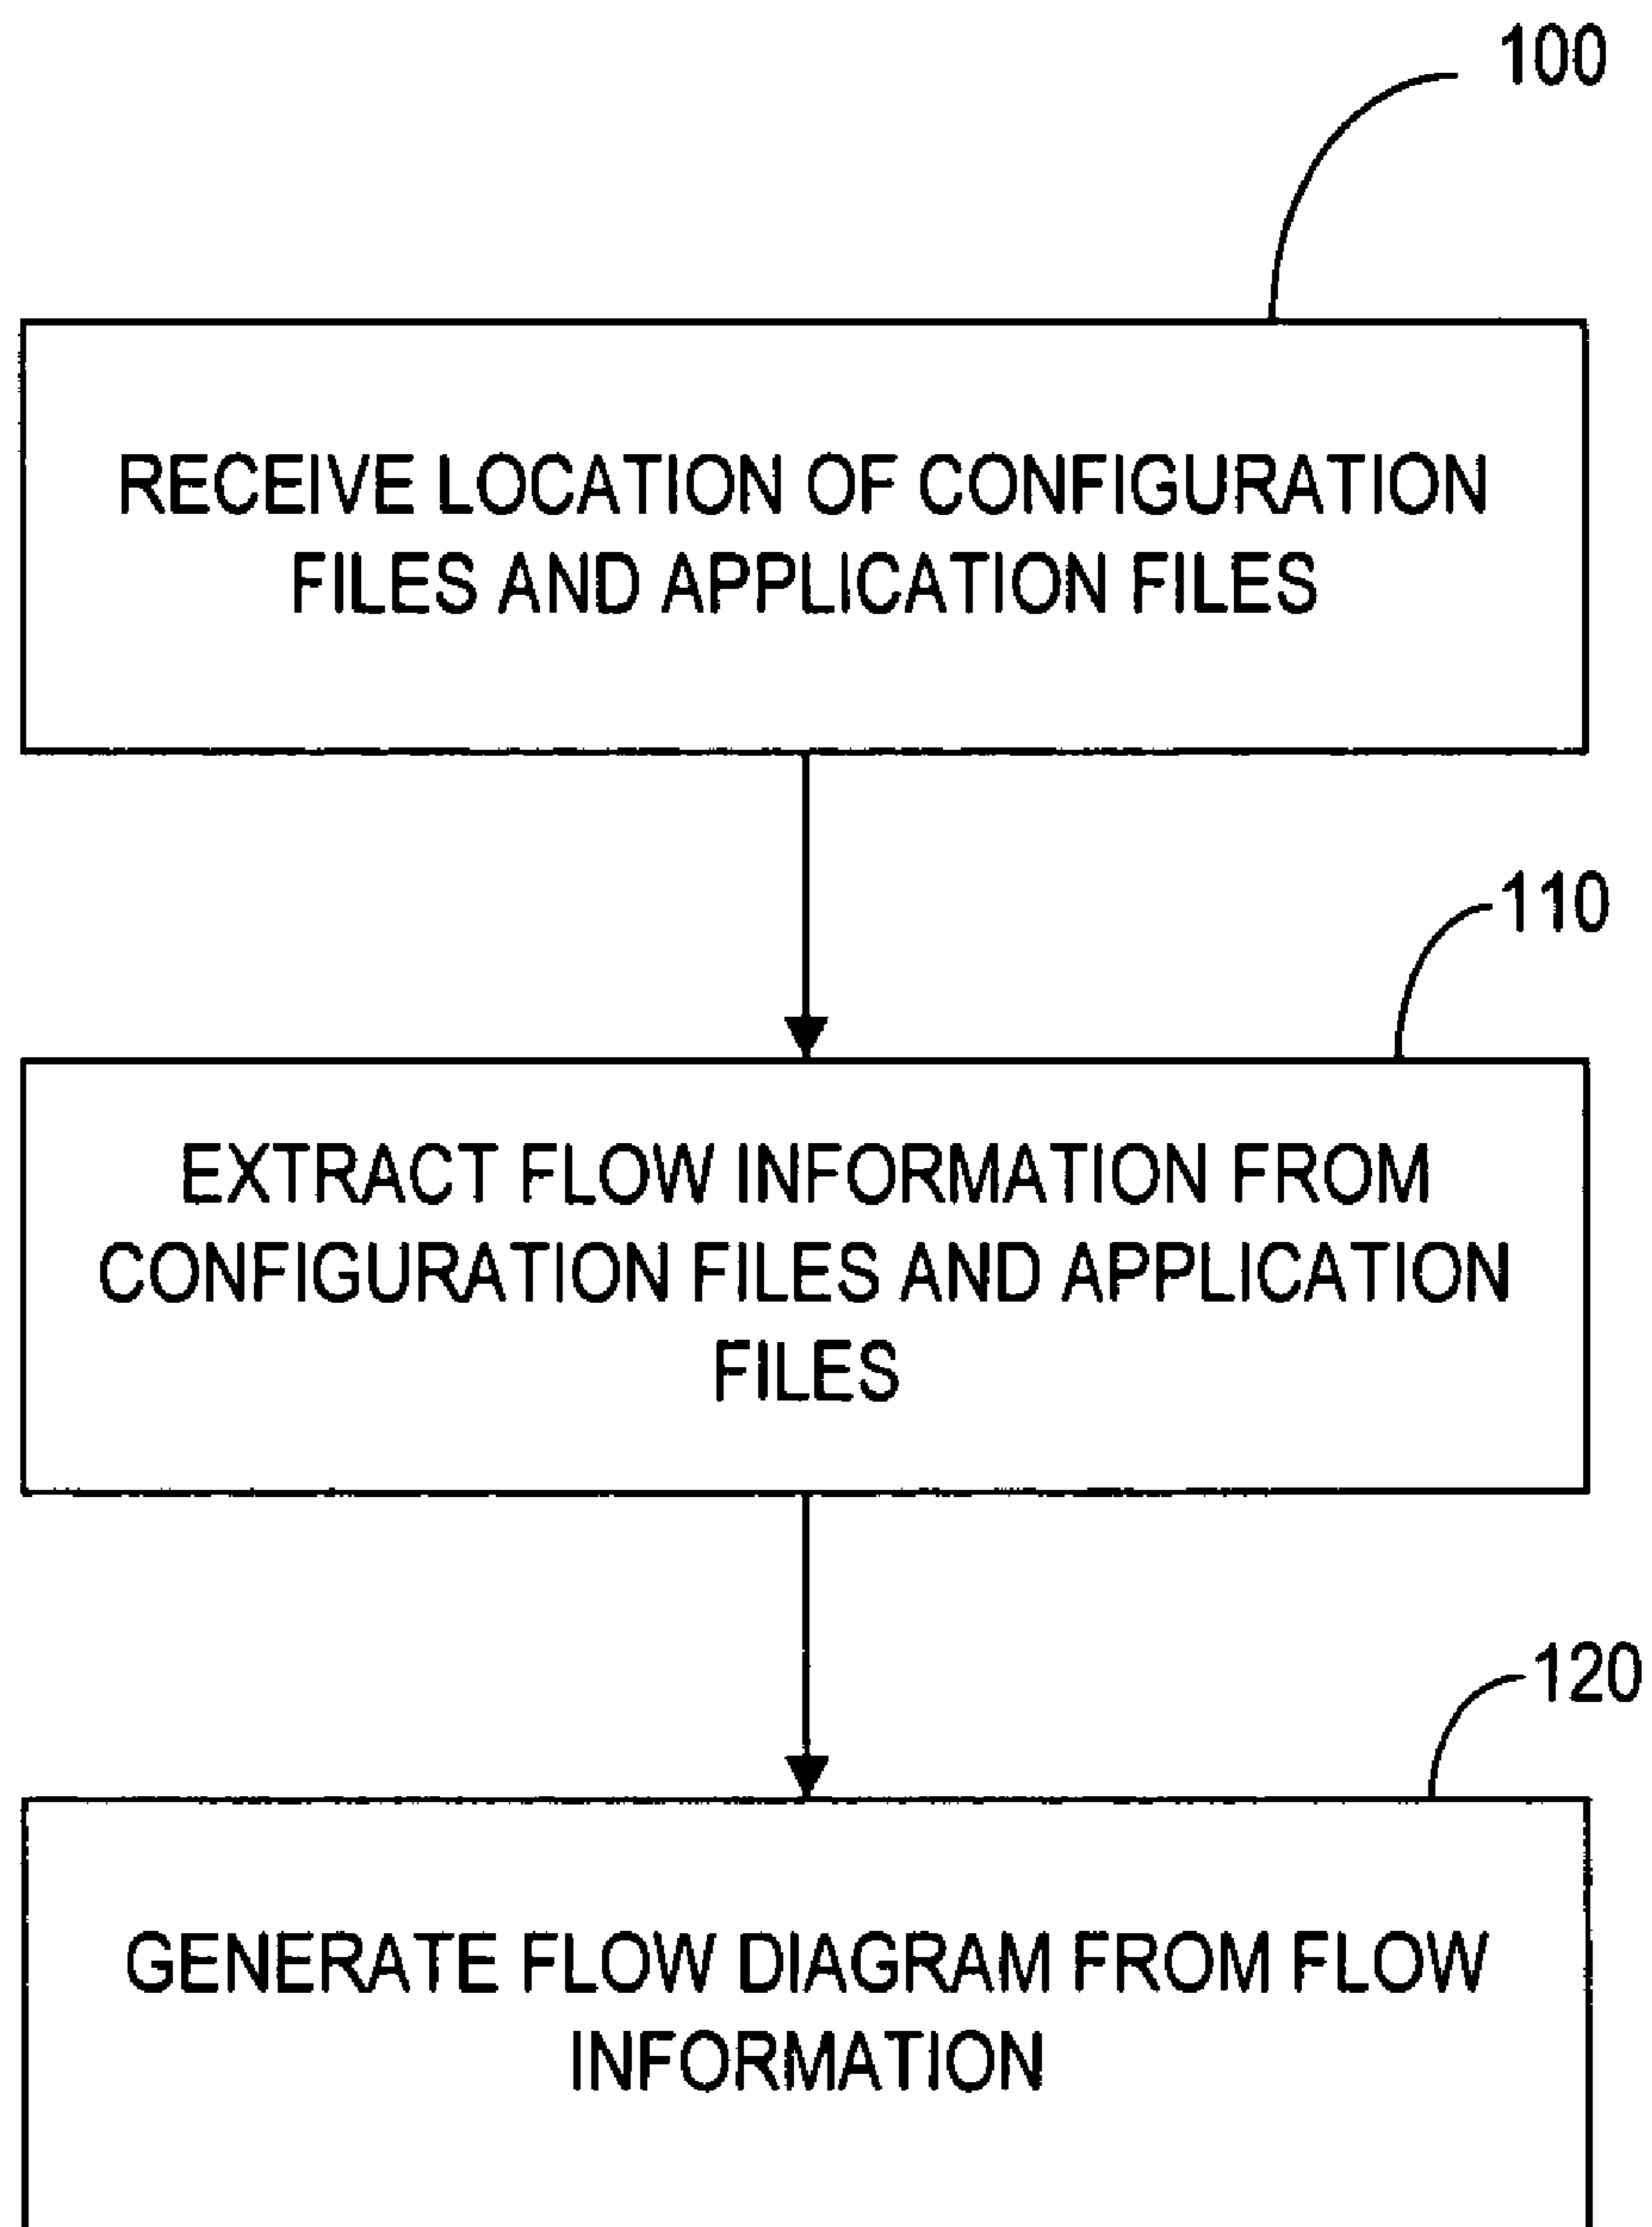 100
RECEIVE LOCATION OF CONFIGURATION
FILES AND APPLICATION FILES
110
EXTRACT FLOW INFORMATION FROM
CONFIGURATION FILES AND APPLICATION
FILES
120
GENERATE FLOW DIAGRAM FROM FLOW
INFORMATION